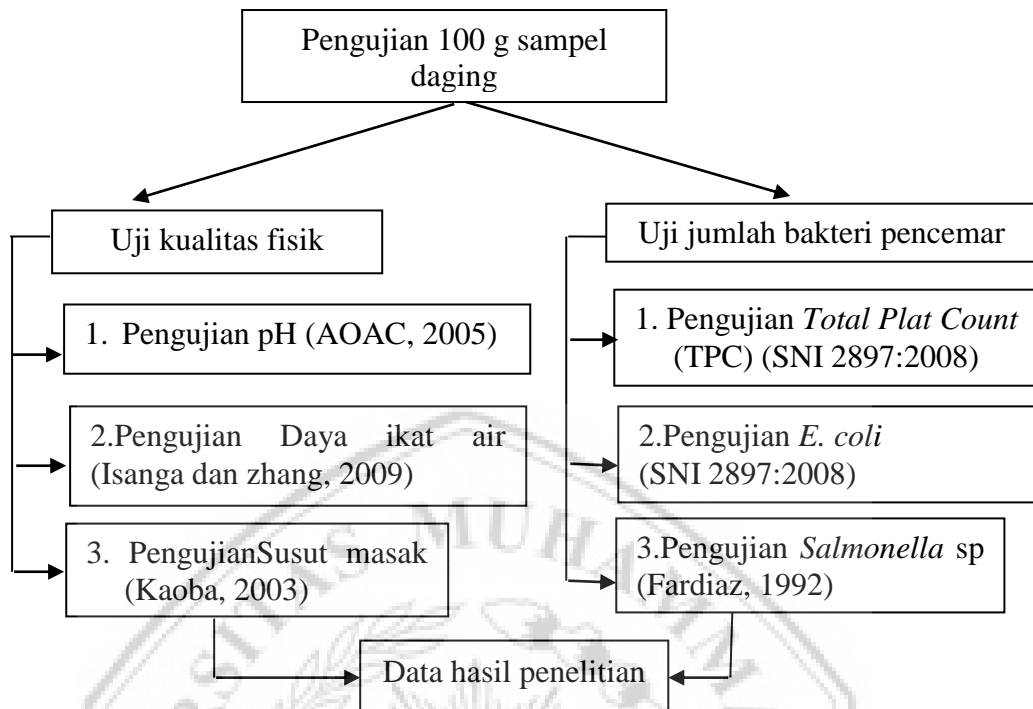 Pengujian 100 g sampel
daging
Uji kualitas fisik
1. Pengujian pH (AOAC, 2005)
2.Pengujian Daya ikat air
(Isanga dan zhang, 2009)
3. PengujianSusut masak
(Kaoba, 2003)
Uji jumlah bakteri pencemar
1. Pengujian Total Plat Count
(TPC) (SNI 2897:2008)
2.Pengujian E. coli
(SNI 2897:2008)
3.Pengujian Salmonella sp
(Fardiaz, 1992)
Data hasil penelitian